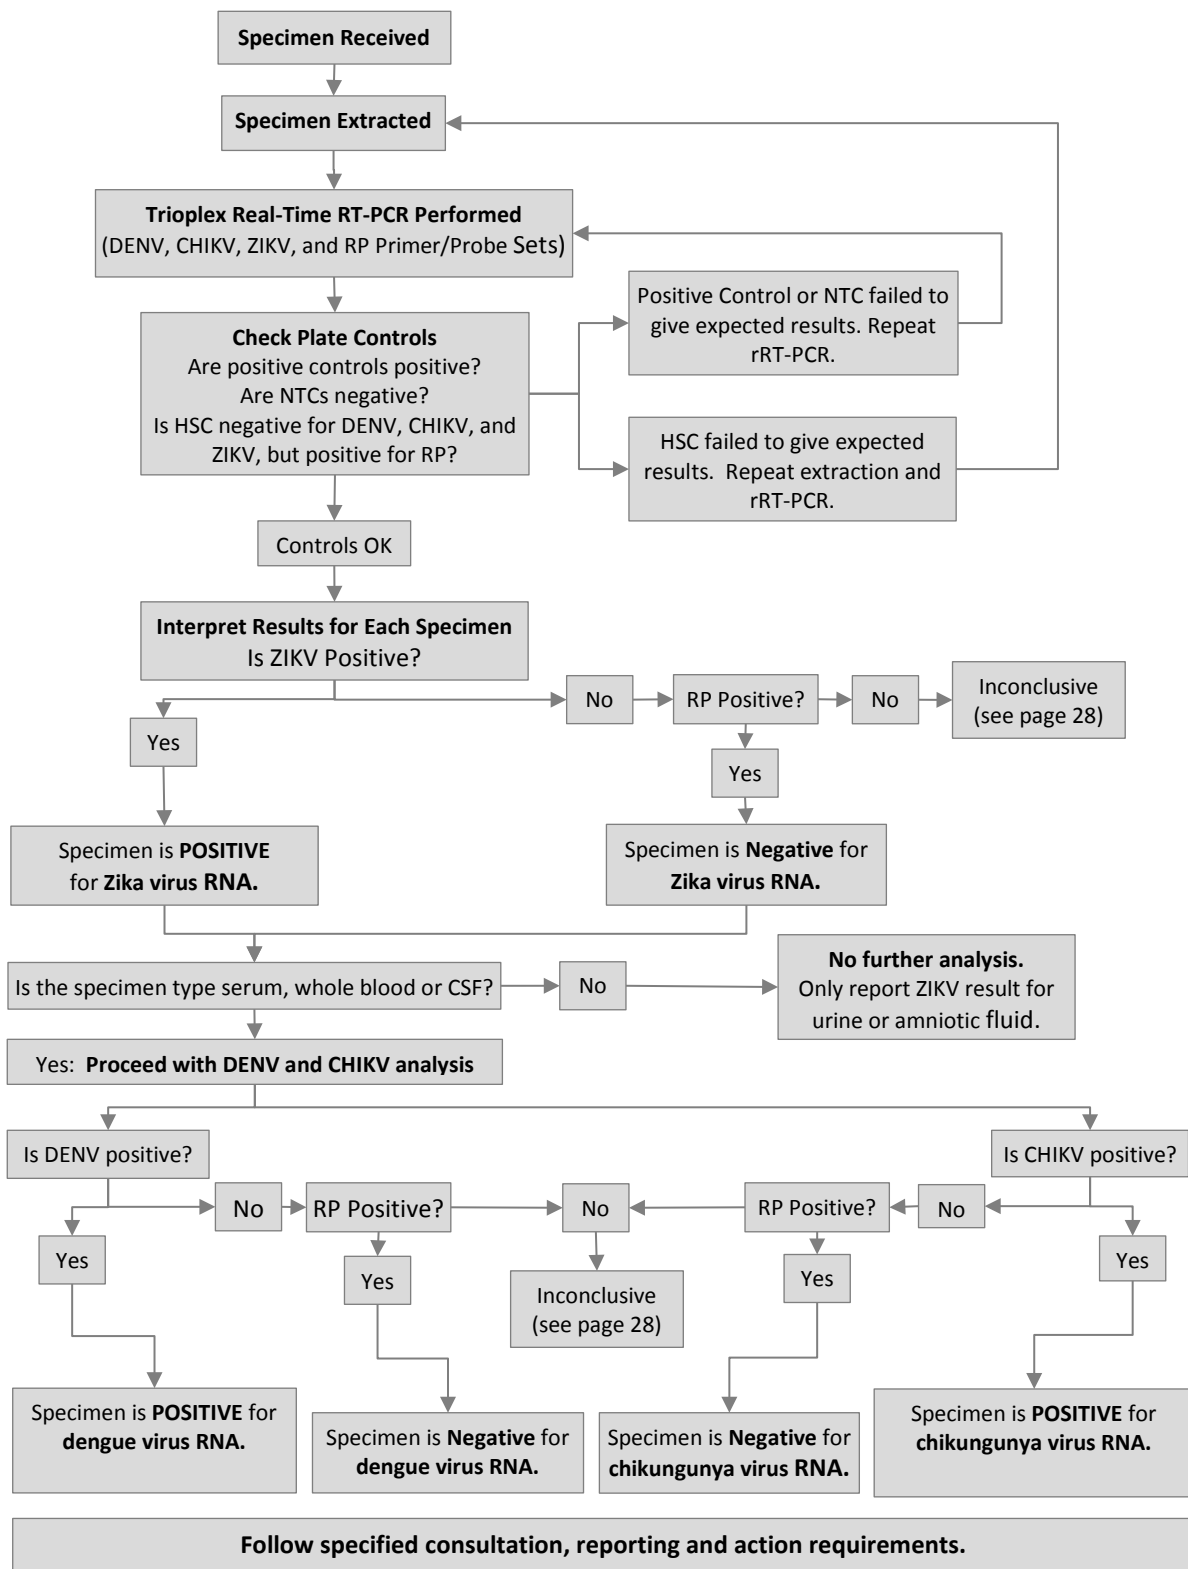 Specimen Received
Specimen Extracted
Trioplex Real-Time RT-PCR Performed
(DENV, CHIKV, ZIKV, and RP Primer/Probe Sets)
Positive Control or NTC failed to
give expected results. Repeat
rRT-PCR.
Check Plate Controls
Are positive controls positive?
Are NTCs negative?
Is HSC negative for DENV, CHIKV, and
ZIKV, but positive for RP?
HSC failed to give expected
results.  Repeat extraction and
rRT-PCR.
Controls OK
Interpret Results for Each Specimen
Is ZIKV Positive?
No
RP Positive?
No
Inconclusive
(see page 28)
Yes
Yes
Specimen is POSITIVE
for Zika virus RNA.
Specimen is Negative for
Zika virus RNA.
Is the specimen type serum, whole blood or CSF?
No
No further analysis.
Only report ZIKV result for
urine or amniotic fluid.
Yes:  Proceed with DENV and CHIKV analysis
Is DENV positive?
Is CHIKV positive?
No
RP Positive?
No
RP Positive?
No
Yes
Yes
Inconclusive
(see page 28)
Yes
Yes
Specimen is POSITIVE for
dengue virus RNA.
Specimen is Negative for
dengue virus RNA.
Specimen is Negative for
chikungunya virus RNA.
Specimen is POSITIVE for
chikungunya virus RNA.
Follow specified consultation, reporting and action requirements.